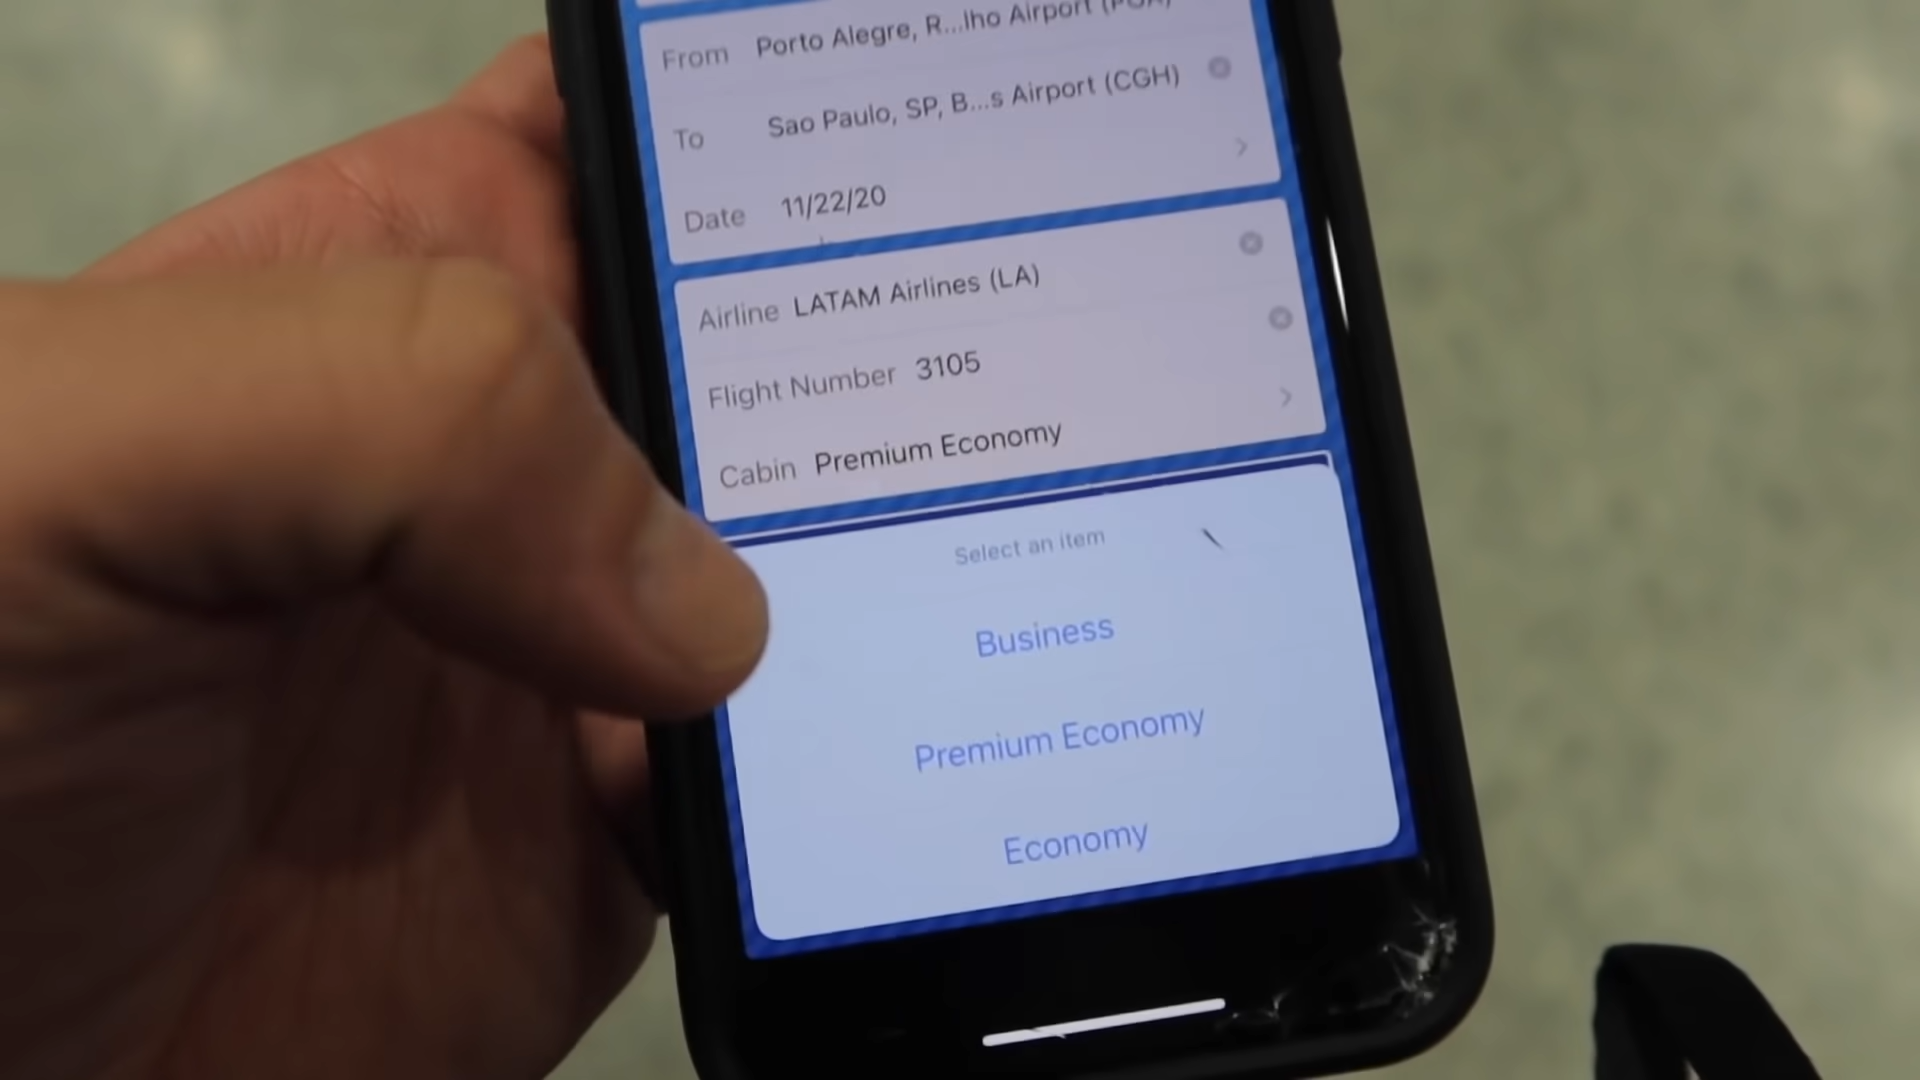 From Porto Alegre, R...lho Airport (POA)
To Sao Paulo, SP, B...s Airport (CGH)
Date 11/22/20
Airline LATAM Airlines (LA)
Flight Number 3105
Cabin Premium Economy
Select an item
Business
Premium Economy
Economy